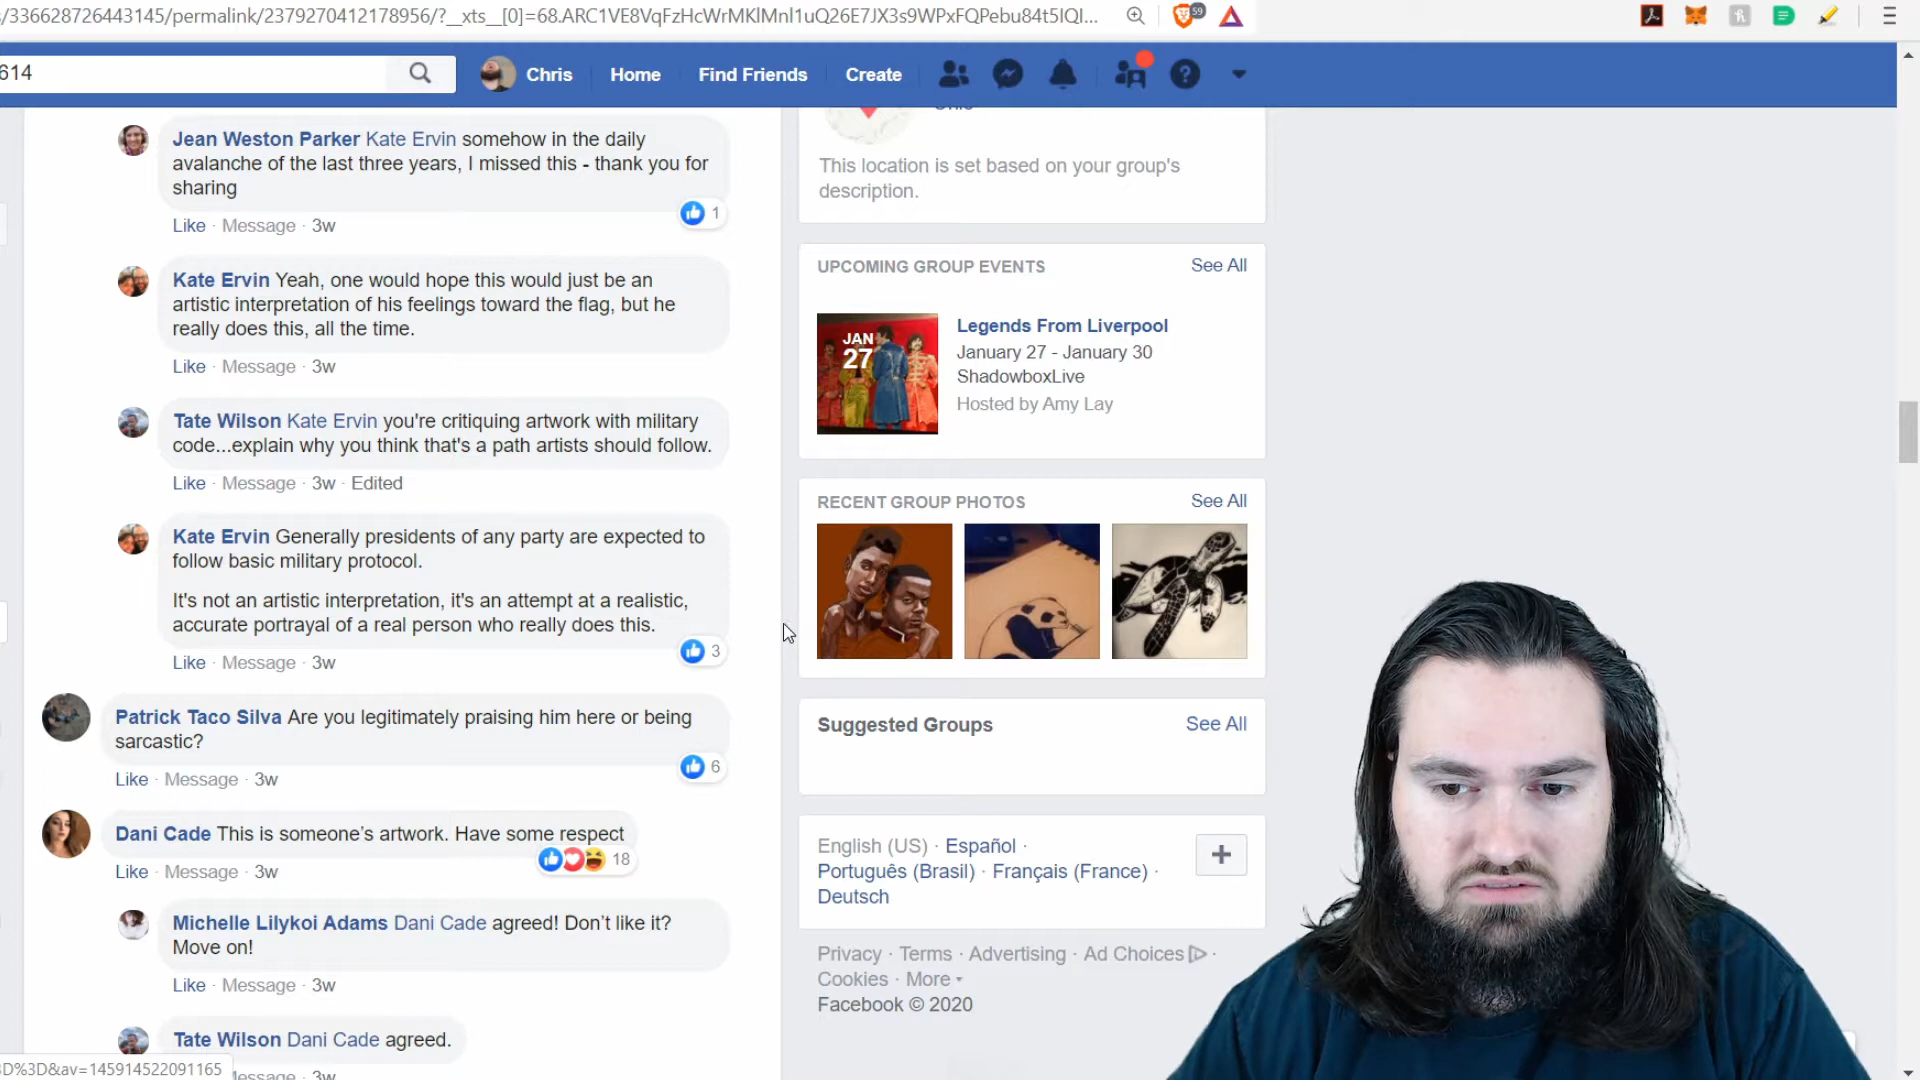 s/336628726443145/permalink/2379270412178956/?__xts__[0]=68.ARC1VE8VqFzHcWrMKlMnl1uQ26E7JX3s9WPxFQPebu84t5IQI...
59
614
Chris
Home
Find Friends
Create
Jean Weston Parker Kate Ervin somehow in the daily
avalanche of the last three years, I missed this - thank you for
sharing
1
Like · Message · 3w
Kate Ervin Yeah, one would hope this would just be an
artistic interpretation of his feelings toward the flag, but he
really does this, all the time.
Like · Message · 3w
Tate Wilson Kate Ervin you're critiquing artwork with military
code...explain why you think that's a path artists should follow.
Like · Message · 3w · Edited
Kate Ervin Generally presidents of any party are expected to
follow basic military protocol.
It's not an artistic interpretation, it's an attempt at a realistic,
accurate portrayal of a real person who really does this.
3
Like · Message · 3w
Patrick Taco Silva Are you legitimately praising him here or being
sarcastic?
6
Like · Message · 3w
Dani Cade This is someone's artwork. Have some respect
18
Like · Message · 3w
Michelle Lilykoi Adams Dani Cade agreed! Don't like it?
Move on!
Like · Message · 3w
Tate Wilson Dani Cade agreed.
D%3D&av=145914522091165
Message · 3w
This location is set based on your group's
description.
UPCOMING GROUP EVENTS
See All
JAN
27
Legends From Liverpool
January 27 - January 30
ShadowboxLive
Hosted by Amy Lay
RECENT GROUP PHOTOS
See All
Suggested Groups
See All
English (US) · Español ·
Português (Brasil) · Français (France) ·
Deutsch
Privacy · Terms · Advertising · Ad Choices ·
Cookies · More
Facebook © 2020